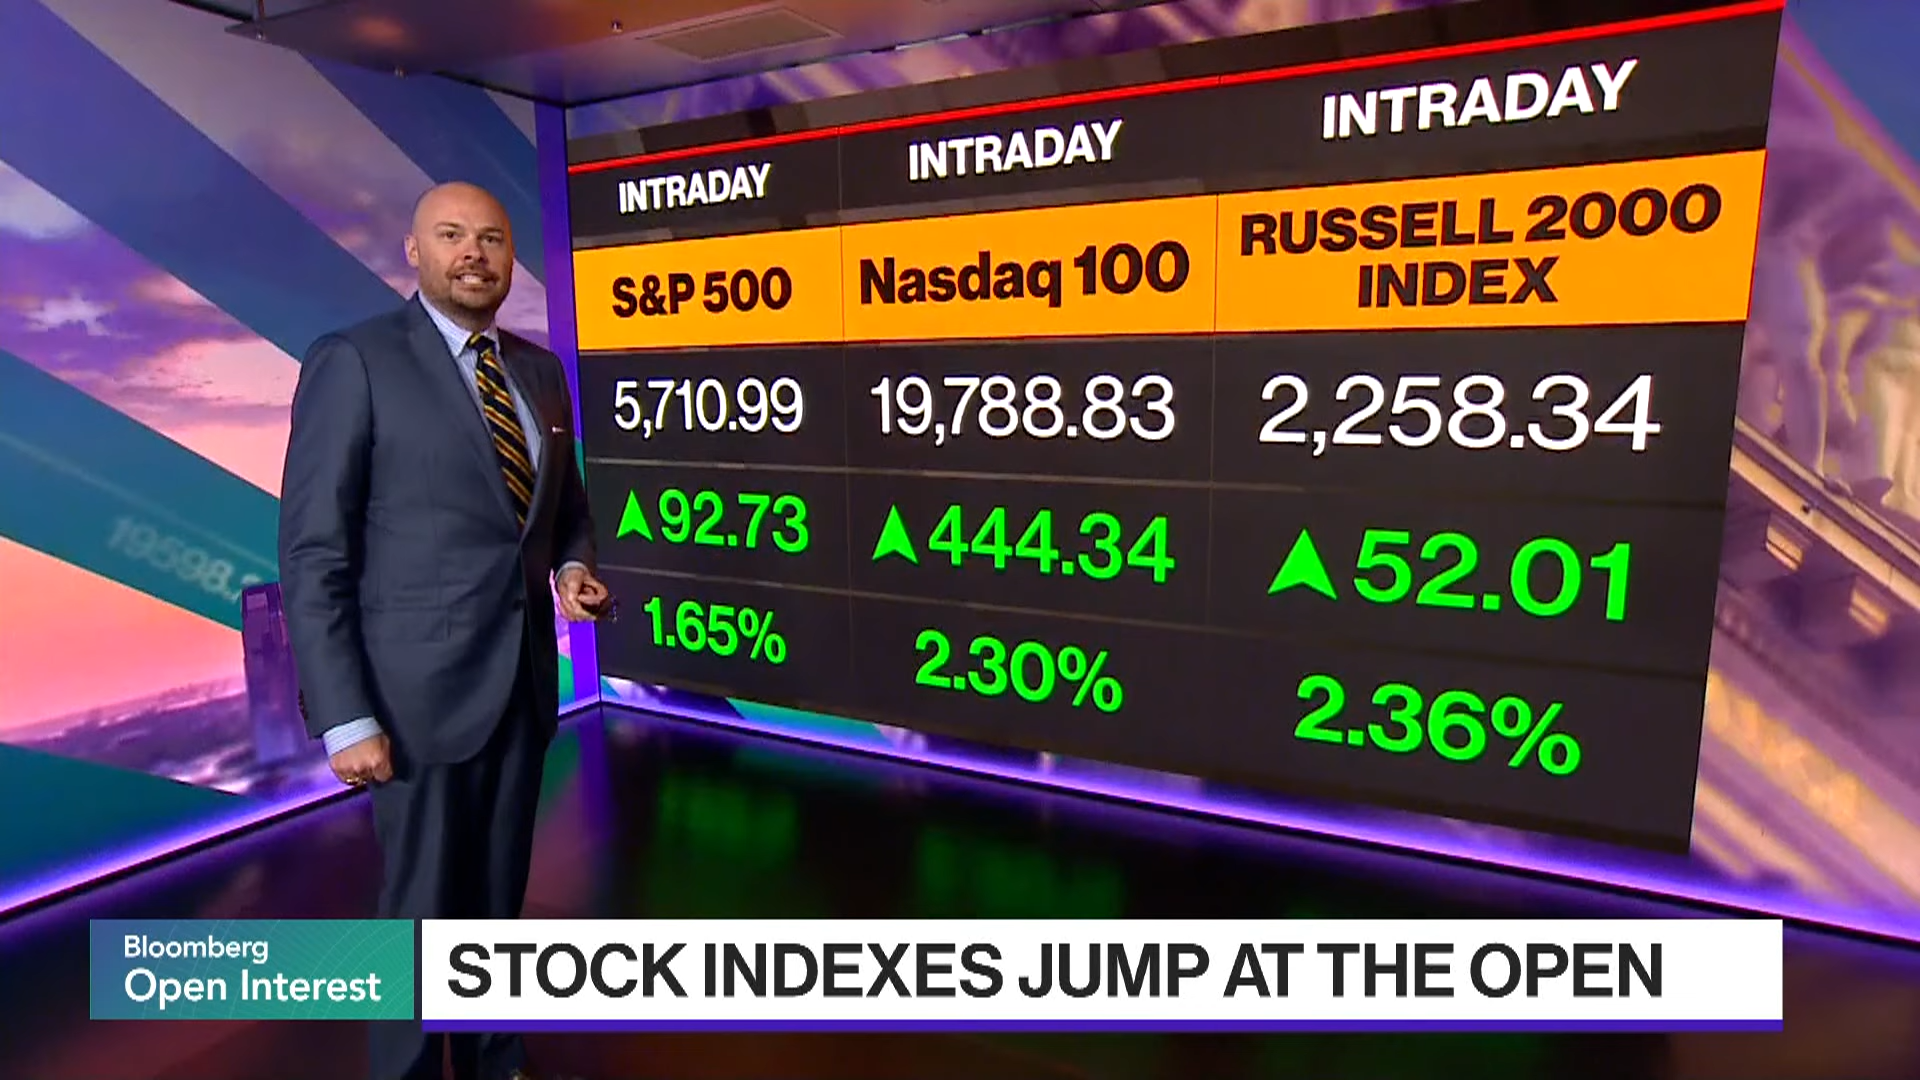 INTRADAY
INTRADAY
INTRADAY
S&P 500
Nasdaq 100
RUSSELL 2000
INDEX
5,710.99
19,788.83
2,258.34
▲92.73
▲444.34
▲52.01
1.65%
2.30%
2.36%
19598.
Bloomberg
Open Interest
STOCK INDEXES JUMP AT THE OPEN